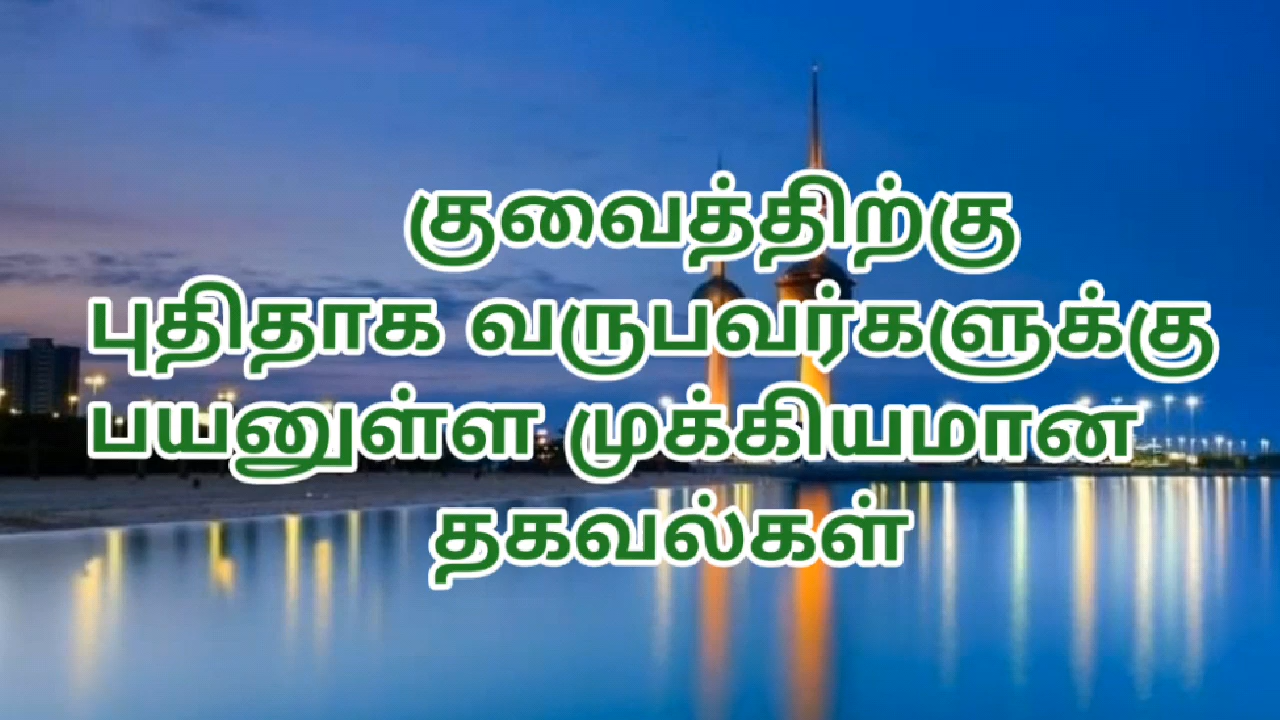 குவைத்திற்கு
புதிதாக வருபவர்களுக்கு
பயனுள்ள முக்கியமான
தகவல்கள்